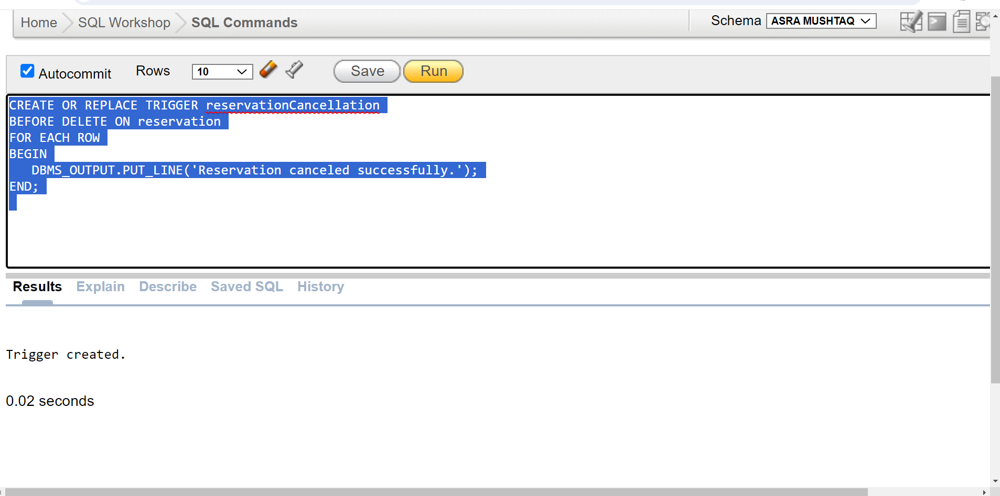 Home SQL Workshop SQL Commands Schema ASRA MUSHTAQ
Autocommit Rows 10 Save Run
CREATE OR REPLACE TRIGGER reservationCancellation
BEFORE DELETE ON reservation
FOR EACH ROW
BEGIN
   DBMS_OUTPUT.PUT_LINE('Reservation canceled successfully.');
END;
Results Explain Describe Saved SQL History
Trigger created.
0.02 seconds